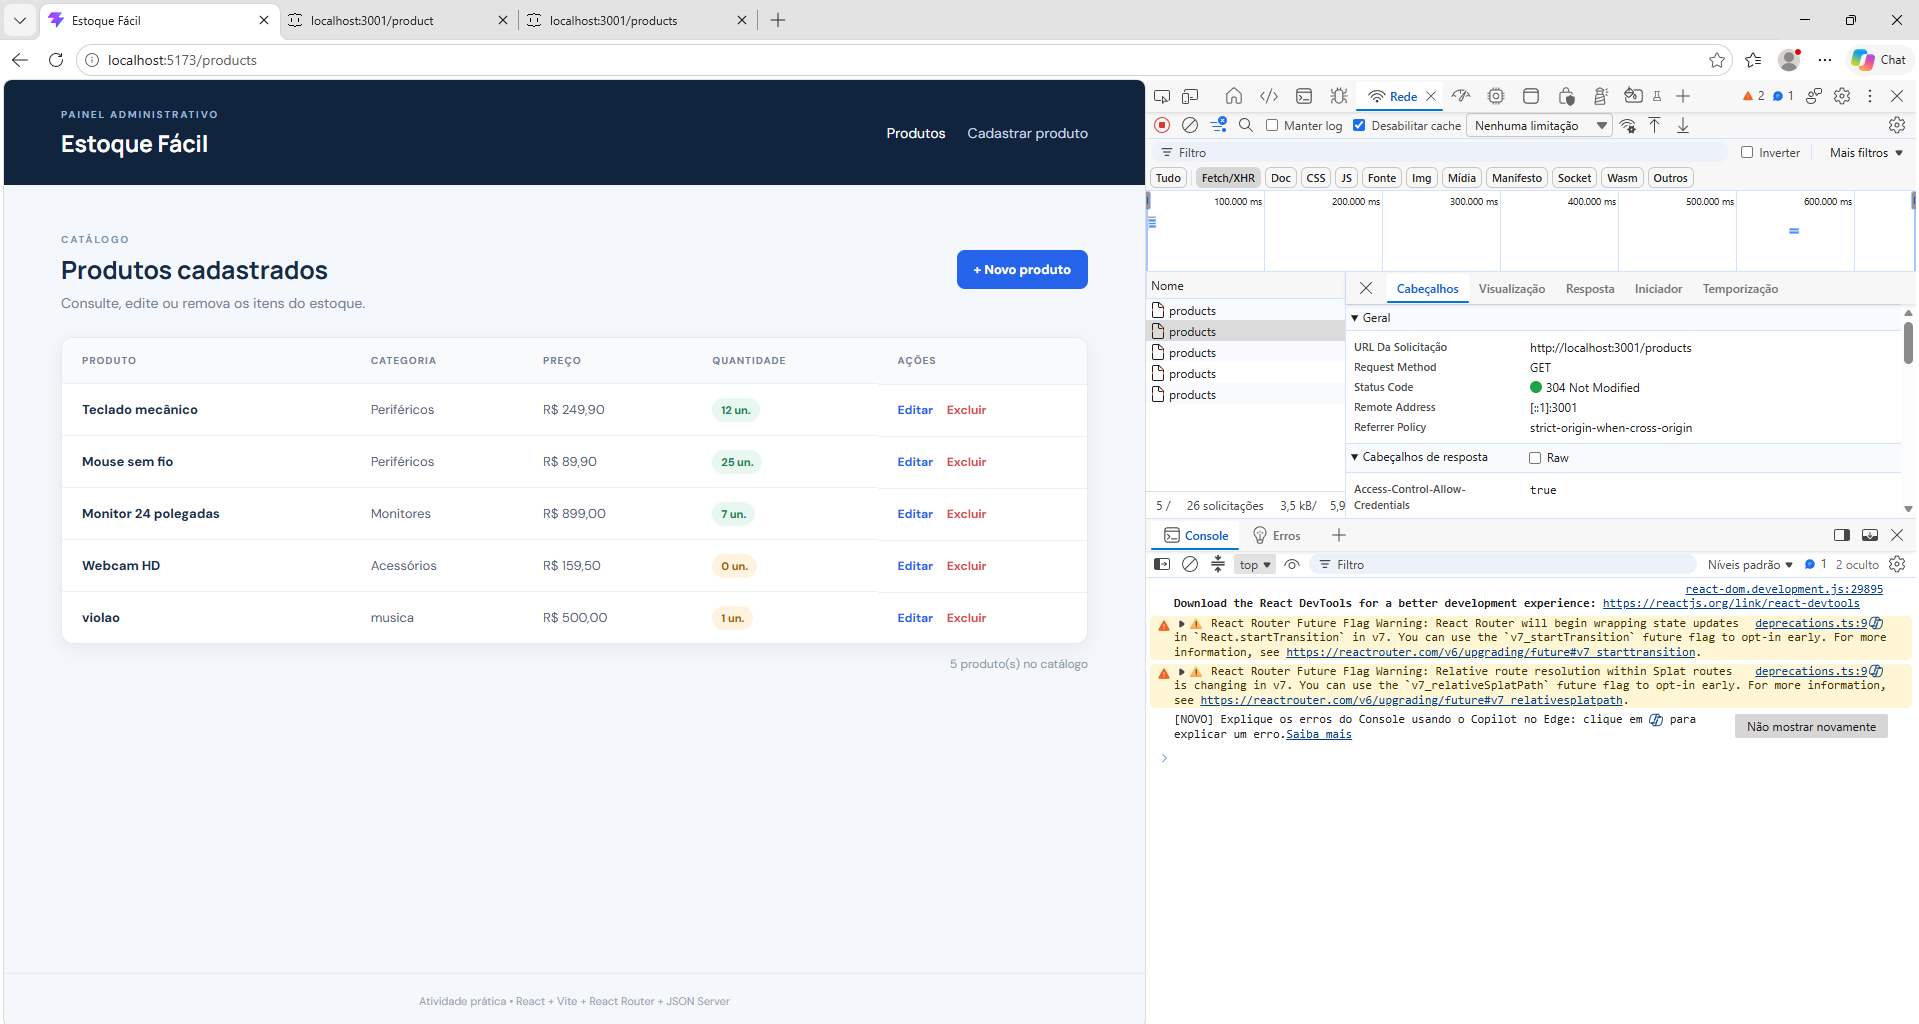 Estoque Fácil
localhost:3001/product
localhost:3001/products
localhost:5173/products
Chat
PAINEL ADMINISTRATIVO
Estoque Fácil
Produtos
Cadastrar produto
CATÁLOGO
Produtos cadastrados
Consulte, edite ou remova os itens do estoque.
+ Novo produto
PRODUTO CATEGORIA PREÇO QUANTIDADE AÇÕES
Teclado mecânico Periféricos R$ 249,90 12 un. Editar Excluir
Mouse sem fio Periféricos R$ 89,90 25 un. Editar Excluir
Monitor 24 polegadas Monitores R$ 899,00 7 un. Editar Excluir
Webcam HD Acessórios R$ 159,50 0 un. Editar Excluir
violao musica R$ 500,00 1 un. Editar Excluir
5 produto(s) no catálogo
Atividade prática • React + Vite + React Router + JSON Server
Rede
2 1
Manter log Desabilitar cache Nenhuma limitação
Filtro Inverter Mais filtros
Tudo Fetch/XHR Doc CSS JS Fonte Img Mídia Manifesto Socket Wasm Outros
100.000 ms 200.000 ms 300.000 ms 400.000 ms 500.000 ms 600.000 ms
Nome
products
products
products
products
products
5 / 26 solicitações 3,5 kB/ 5,9
Cabeçalhos Visualização Resposta Iniciador Temporização
Geral
URL Da Solicitação http://localhost:3001/products
Request Method GET
Status Code 304 Not Modified
Remote Address [::1]:3001
Referrer Policy strict-origin-when-cross-origin
Cabeçalhos de resposta Raw
Access-Control-Allow- true
Credentials
Console Erros
top Filtro Níveis padrão 1 2 oculto
react-dom.development.js:29895
Download the React DevTools for a better development experience: https://reactjs.org/link/react-devtools
React Router Future Flag Warning: React Router will begin wrapping state updates deprecations.ts:9
in `React.startTransition` in v7. You can use the `v7_startTransition` future flag to opt-in early. For more
information, see https://reactrouter.com/v6/upgrading/future#v7_starttransition.
React Router Future Flag Warning: Relative route resolution within Splat routes deprecations.ts:9
is changing in v7. You can use the `v7_relativeSplatPath` future flag to opt-in early. For more information,
see https://reactrouter.com/v6/upgrading/future#v7_relativesplatpath.
[NOVO] Explique os erros do Console usando o Copilot no Edge: clique em para
explicar um erro.Saiba mais
Não mostrar novamente